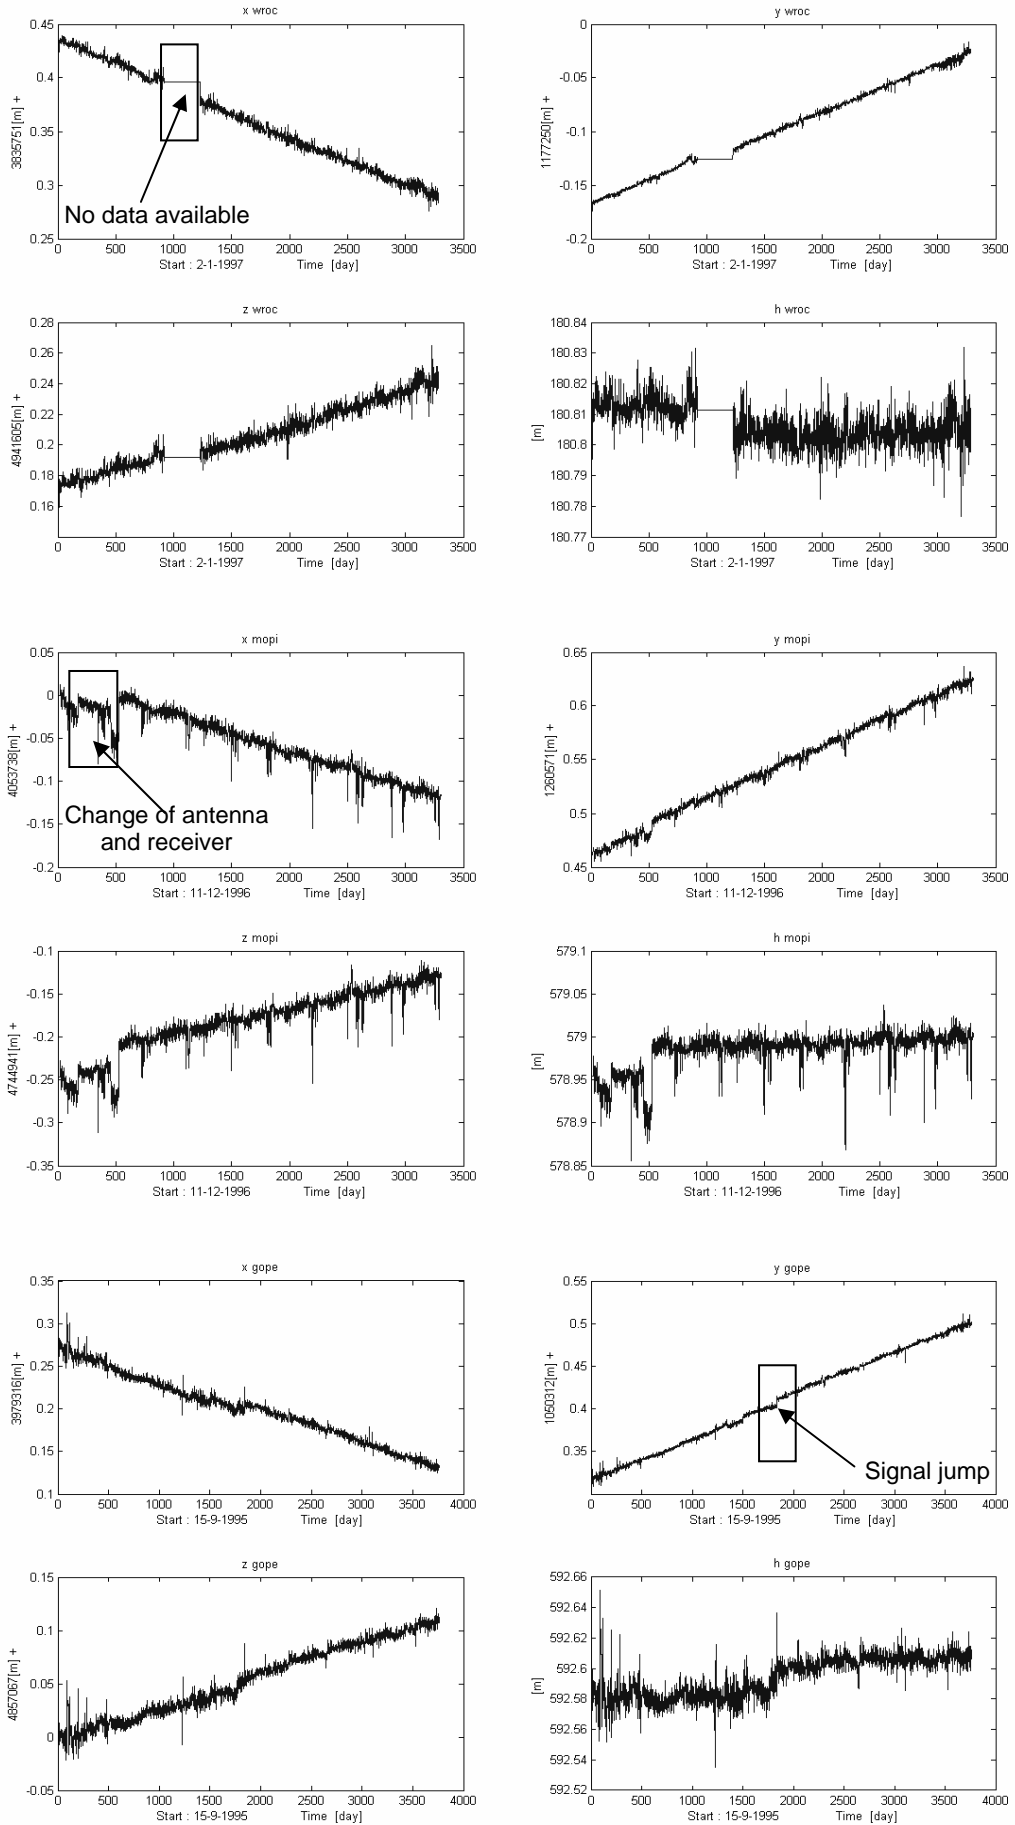 x wroc
0.45
0.4
0.35
0.3
0.25
3835751[m] +
No data available
0 500 1000 1500 2000 2500 3000 3500
Start : 2-1-1997 Time [day]
y wroc
0
-0.05
-0.1
-0.15
-0.2
1177250[m] +
0 500 1000 1500 2000 2500 3000 3500
Start : 2-1-1997 Time [day]
z wroc
0.28
0.26
0.24
0.22
0.2
0.18
0.16
4941605[m] +
0 500 1000 1500 2000 2500 3000 3500
Start : 2-1-1997 Time [day]
h wroc
180.84
180.83
180.82
180.81
180.8
180.79
180.78
180.77
[m]
0 500 1000 1500 2000 2500 3000 3500
Start : 2-1-1997 Time [day]
x mopi
0.05
0
-0.05
-0.1
-0.15
-0.2
4053738[m] +
Change of antenna
and receiver
0 500 1000 1500 2000 2500 3000 3500
Start : 11-12-1996 Time [day]
y mopi
0.65
0.6
0.55
0.5
0.45
1260571[m] +
0 500 1000 1500 2000 2500 3000 3500
Start : 11-12-1996 Time [day]
z mopi
-0.1
-0.15
-0.2
-0.25
-0.3
-0.35
4744941[m] +
0 500 1000 1500 2000 2500 3000 3500
Start : 11-12-1996 Time [day]
h mopi
579.1
579.05
579
578.95
578.9
578.85
[m]
0 500 1000 1500 2000 2500 3000 3500
Start : 11-12-1996 Time [day]
x gope
0.35
0.3
0.25
0.2
0.15
0.1
3979316[m] +
0 500 1000 1500 2000 2500 3000 3500 4000
Start : 15-9-1995 Time [day]
y gope
0.55
0.5
0.45
0.4
0.35
1050312[m] +
Signal jump
0 500 1000 1500 2000 2500 3000 3500 4000
Start : 15-9-1995 Time [day]
z gope
0.15
0.1
0.05
0
-0.05
4857067[m] +
0 500 1000 1500 2000 2500 3000 3500 4000
Start : 15-9-1995 Time [day]
h gope
592.66
592.64
592.62
592.6
592.58
592.56
592.54
592.52
[m]
0 500 1000 1500 2000 2500 3000 3500 4000
Start : 15-9-1995 Time [day]